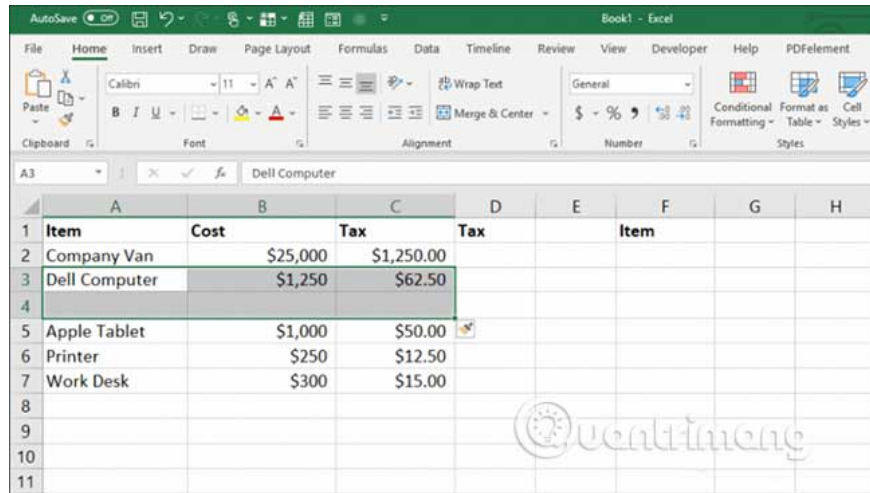 AutoSave Off Book1 - Excel
File Home Insert Draw Page Layout Formulas Data Timeline Review View Developer Help PDFelement
Calibri 11 A A Wrap Text General
Paste B I U A Merge & Center $ % 9 Conditional Formatting Format as Table Cell Styles
Clipboard Font Alignment Number Styles
A3 fx Dell Computer
A B C D E F G H
1 Item Cost Tax Tax Item
2 Company Van $25,000 $1,250.00
3 Dell Computer $1,250 $62.50
4
5 Apple Tablet $1,000 $50.00
6 Printer $250 $12.50
7 Work Desk $300 $15.00
8
9 Quantrimang
10
11